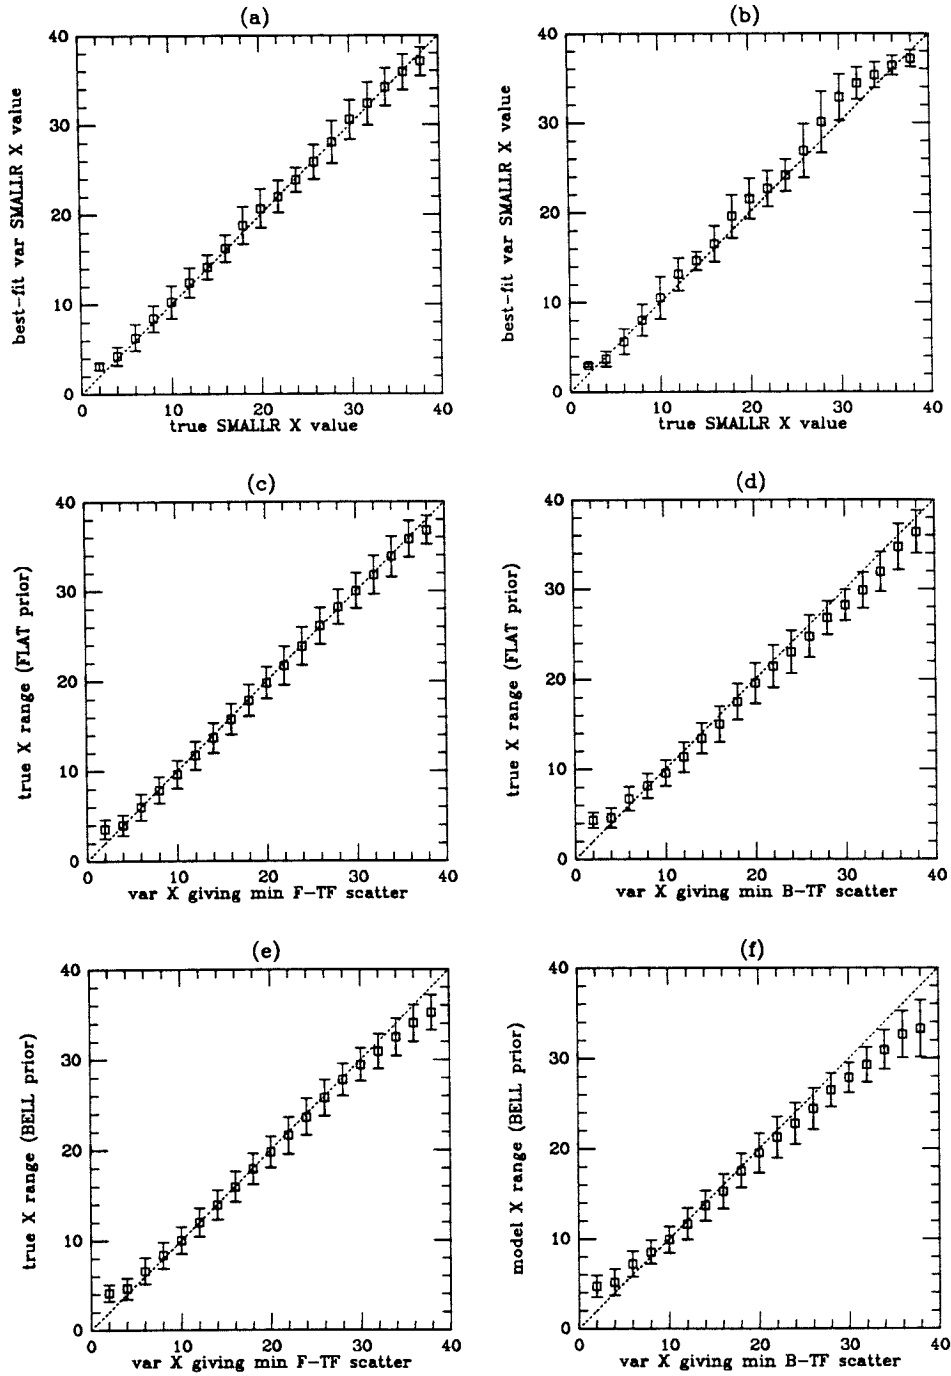 (a)
best-fit var SMALLR X value
40
30
20
10
0
0 10 20 30 40
true SMALLR X value
(b)
best-fit var SMALLR X value
40
30
20
10
0
0 10 20 30 40
true SMALLR X value
(c)
true X range (FLAT prior)
40
30
20
10
0
0 10 20 30 40
var X giving min F-TF scatter
(d)
true X range (FLAT prior)
40
30
20
10
0
0 10 20 30 40
var X giving min B-TF scatter
(e)
true X range (BELL prior)
40
30
20
10
0
0 10 20 30 40
var X giving min F-TF scatter
(f)
model X range (BELL prior)
40
30
20
10
0
0 10 20 30 40
var X giving min B-TF scatter